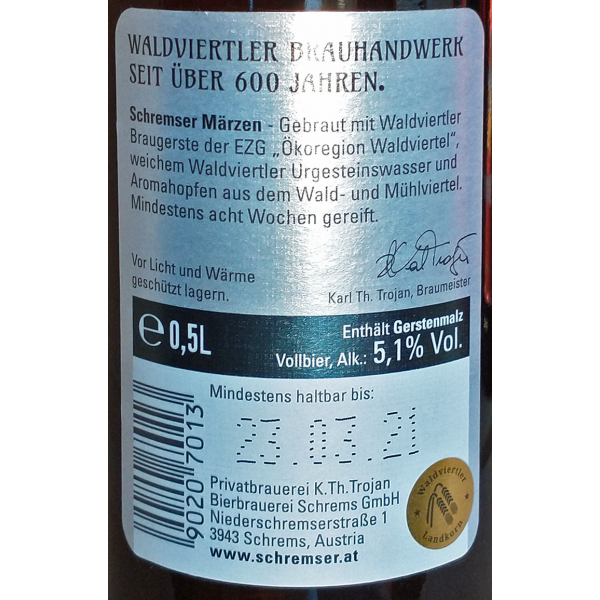 WALDVIERTLER BRAUHANDWERK
SEIT ÜBER 600 JAHREN.
Schremser Märzen - Gebraut mit Waldviertler
Braugerste der EZG „Ökoregion Waldviertel",
weichem Waldviertler Urgesteinswasser und
Aromahopfen aus dem Wald- und Mühlviertel.
Mindestens acht Wochen gereift.
Vor Licht und Wärme
geschützt lagern.
Karl Th. Trojan, Braumeister
e 0,5L
Enthält Gerstenmalz
Vollbier, Alk.: 5,1% Vol.
Mindestens haltbar bis:
23.03.21
90207013
Privatbrauerei K.Th.Trojan
Bierbrauerei Schrems GmbH
Niederschremserstraße 1
3943 Schrems, Austria
www.schremser.at
Waldviertler
Landkorn